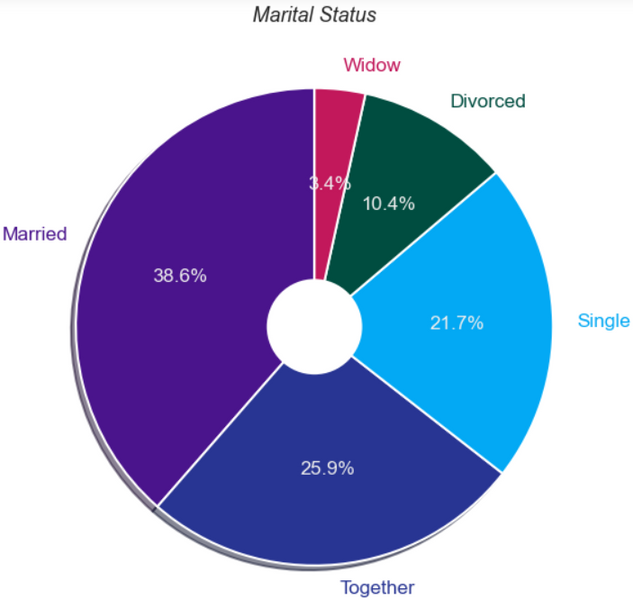 Marital Status
Widow
Divorced
3.4%
10.4%
Married
38.6%
21.7%
Single
25.9%
Together